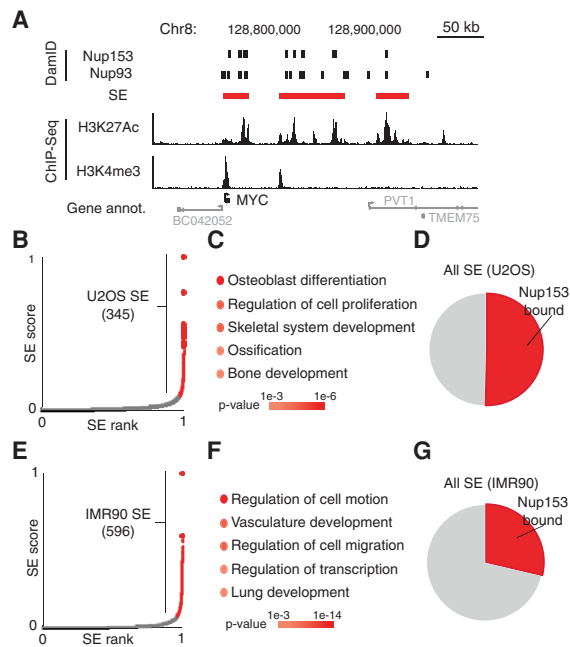 A
Chr8: 128,800,000 128,900,000 50 kb
DamID
Nup153
Nup93
SE
ChIP-Seq
H3K27Ac
H3K4me3
Gene annot.
MYC
BC042052
PVT1
TMEM75
B
SE score
1
0
U2OS SE
(345)
0 1
SE rank
C
Osteoblast differentiation
Regulation of cell proliferation
Skeletal system development
Ossification
Bone development
1e-3 1e-6
p-value
D
All SE (U2OS)
Nup153
bound
E
SE score
1
0
IMR90 SE
(596)
0 1
SE rank
F
Regulation of cell motion
Vasculature development
Regulation of cell migration
Regulation of transcription
Lung development
1e-3 1e-14
p-value
G
All SE (IMR90)
Nup153
bound